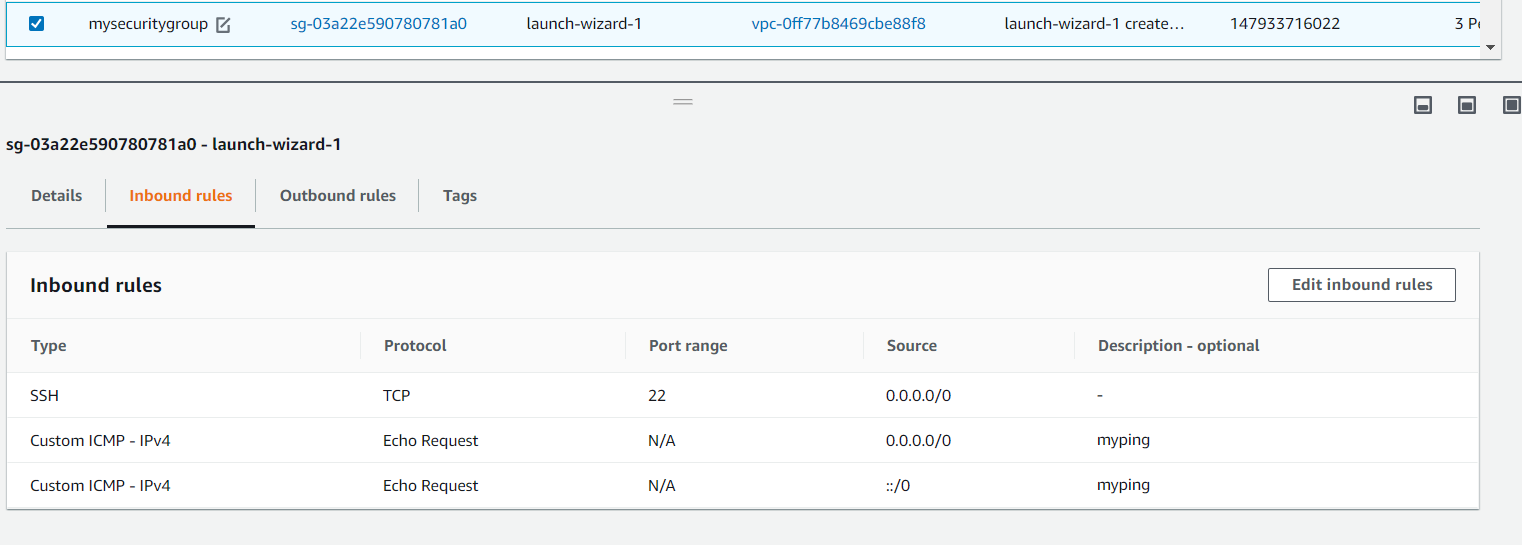 mysecuritygroup sg-03a22e590780781a0 launch-wizard-1 vpc-0ff77b8469cbe88f8 launch-wizard-1 create… 147933716022 3 Pe
sg-03a22e590780781a0 - launch-wizard-1
Details Inbound rules Outbound rules Tags
Inbound rules Edit inbound rules
Type Protocol Port range Source Description - optional
SSH TCP 22 0.0.0.0/0 -
Custom ICMP - IPv4 Echo Request N/A 0.0.0.0/0 myping
Custom ICMP - IPv4 Echo Request N/A ::/0 myping